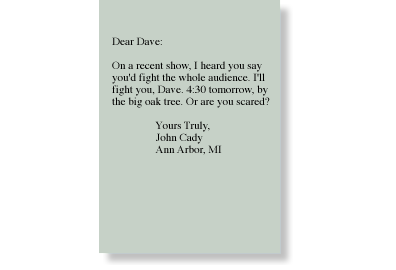 Dear Dave:
On a recent show, I heard you say
you'd fight the whole audience. I'll
fight you, Dave. 4:30 tomorrow, by
the big oak tree. Or are you scared?
Yours Truly,
John Cady
Ann Arbor, MI